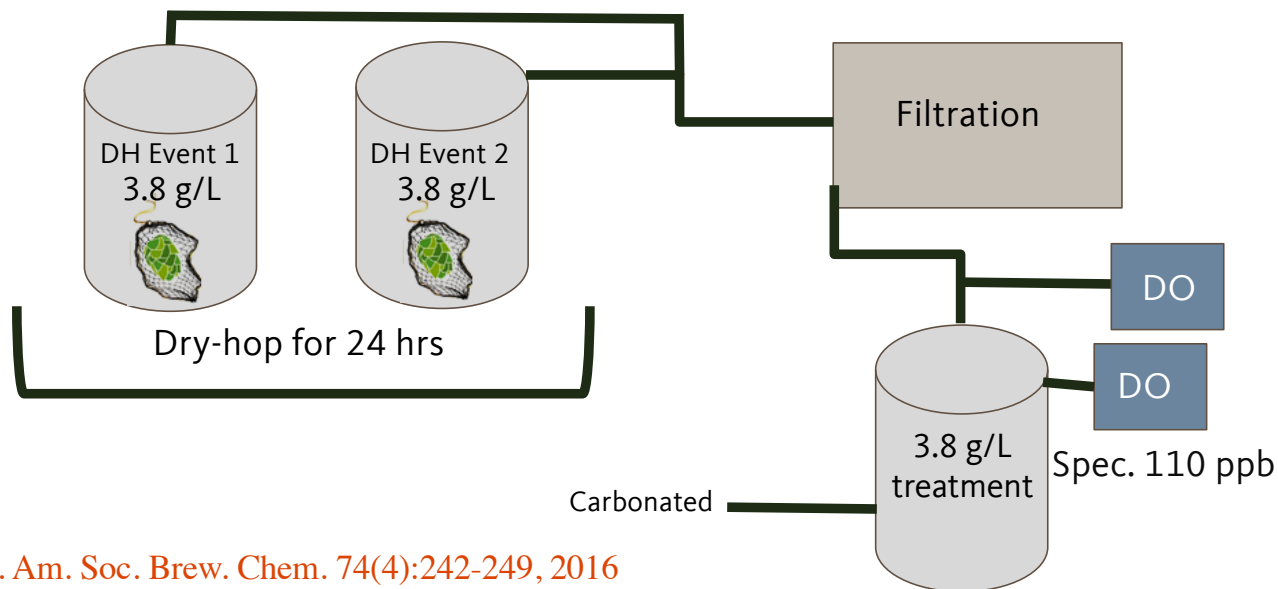 DH Event 1
3.8 g/L
DH Event 2
3.8 g/L
Dry-hop for 24 hrs
Filtration
DO
DO
Spec. 110 ppb
3.8 g/L
treatment
Carbonated
. Am. Soc. Brew. Chem. 74(4):242-249, 2016